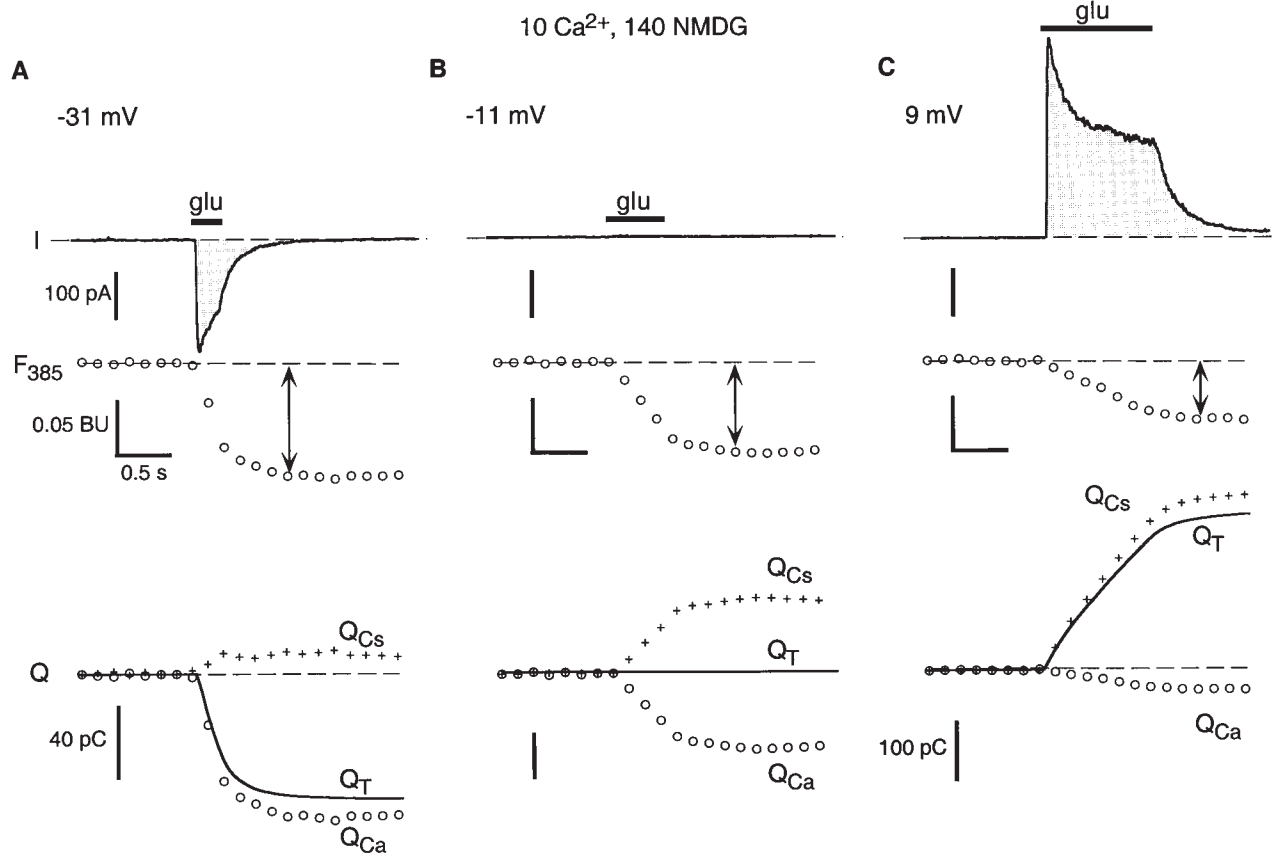 10 Ca2+, 140 NMDG
A
-31 mV
glu
I
100 pA
F385
0.05 BU
0.5 s
QCs
Q
40 pC
QT
QCa
B
-11 mV
glu
QCs
QT
QCa
C
9 mV
glu
QCs
QT
QCa
100 pC